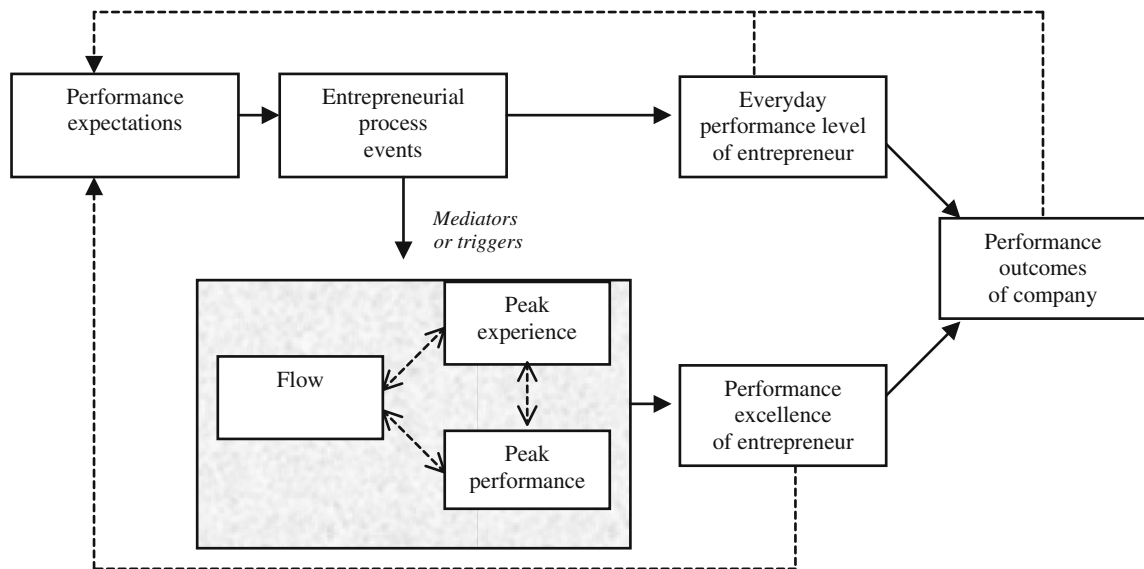 Performance
expectations
Entrepreneurial
process
events
Everyday
performance level
of entrepreneur
Mediators
or triggers
Performance
outcomes
of company
Peak
experience
Flow
Peak
performance
Performance
excellence
of entrepreneur